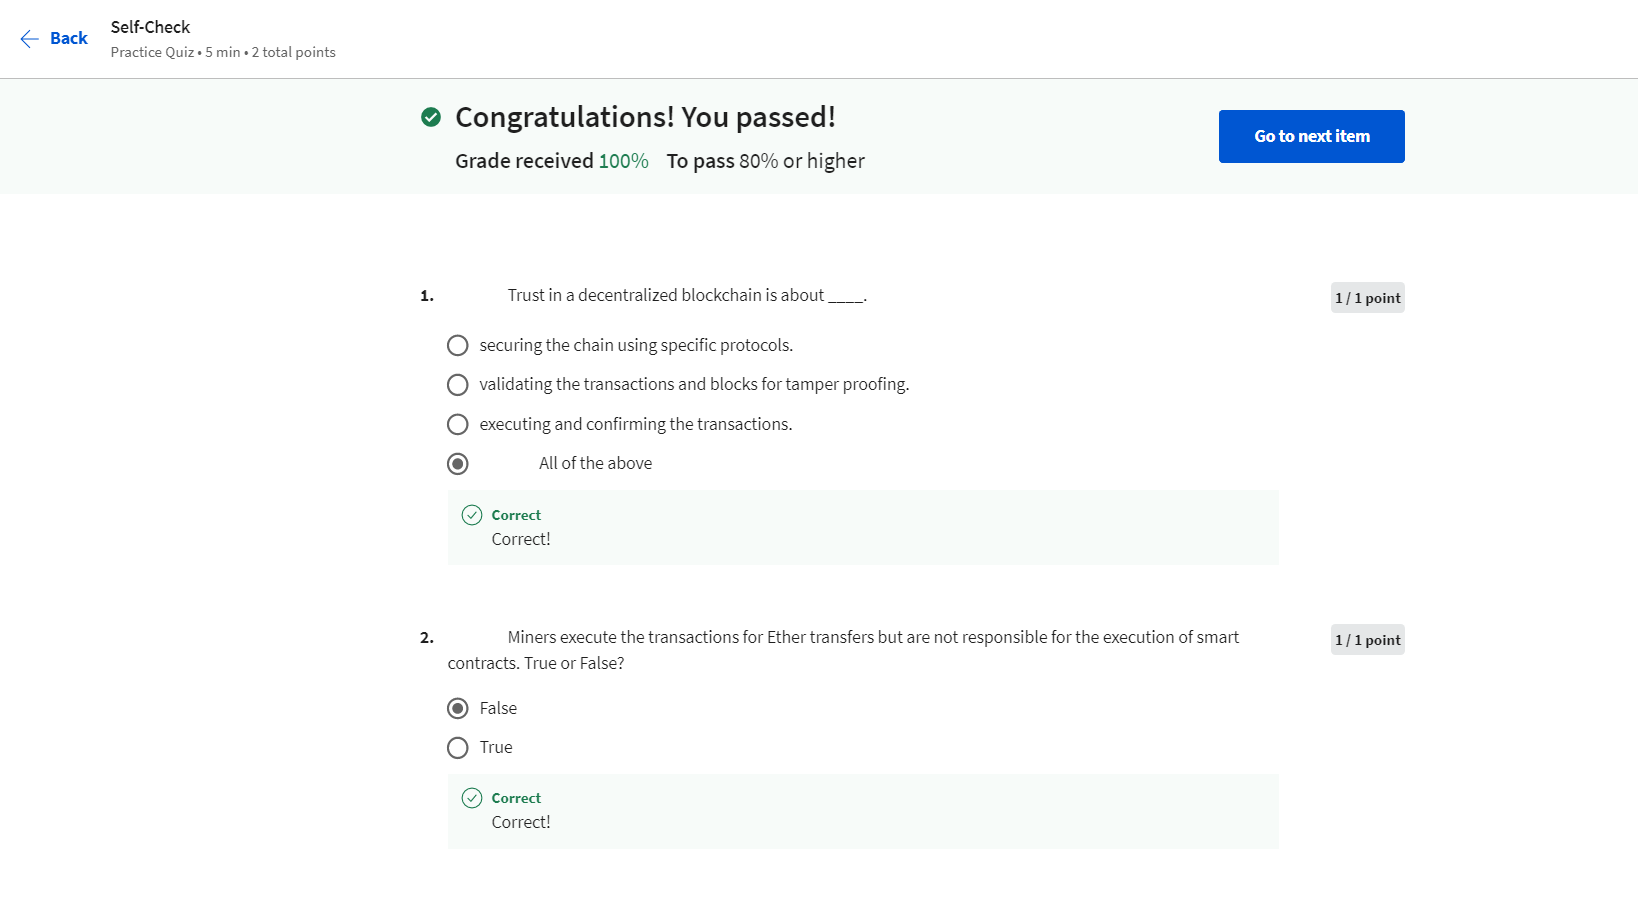 Back
Self-Check
Practice Quiz • 5 min • 2 total points
Congratulations! You passed!
Grade received 100% To pass 80% or higher
Go to next item
1. Trust in a decentralized blockchain is about ____.
1 / 1 point
securing the chain using specific protocols.
validating the transactions and blocks for tamper proofing.
executing and confirming the transactions.
All of the above
Correct
Correct!
2. Miners execute the transactions for Ether transfers but are not responsible for the execution of smart
contracts. True or False?
1 / 1 point
False
True
Correct
Correct!